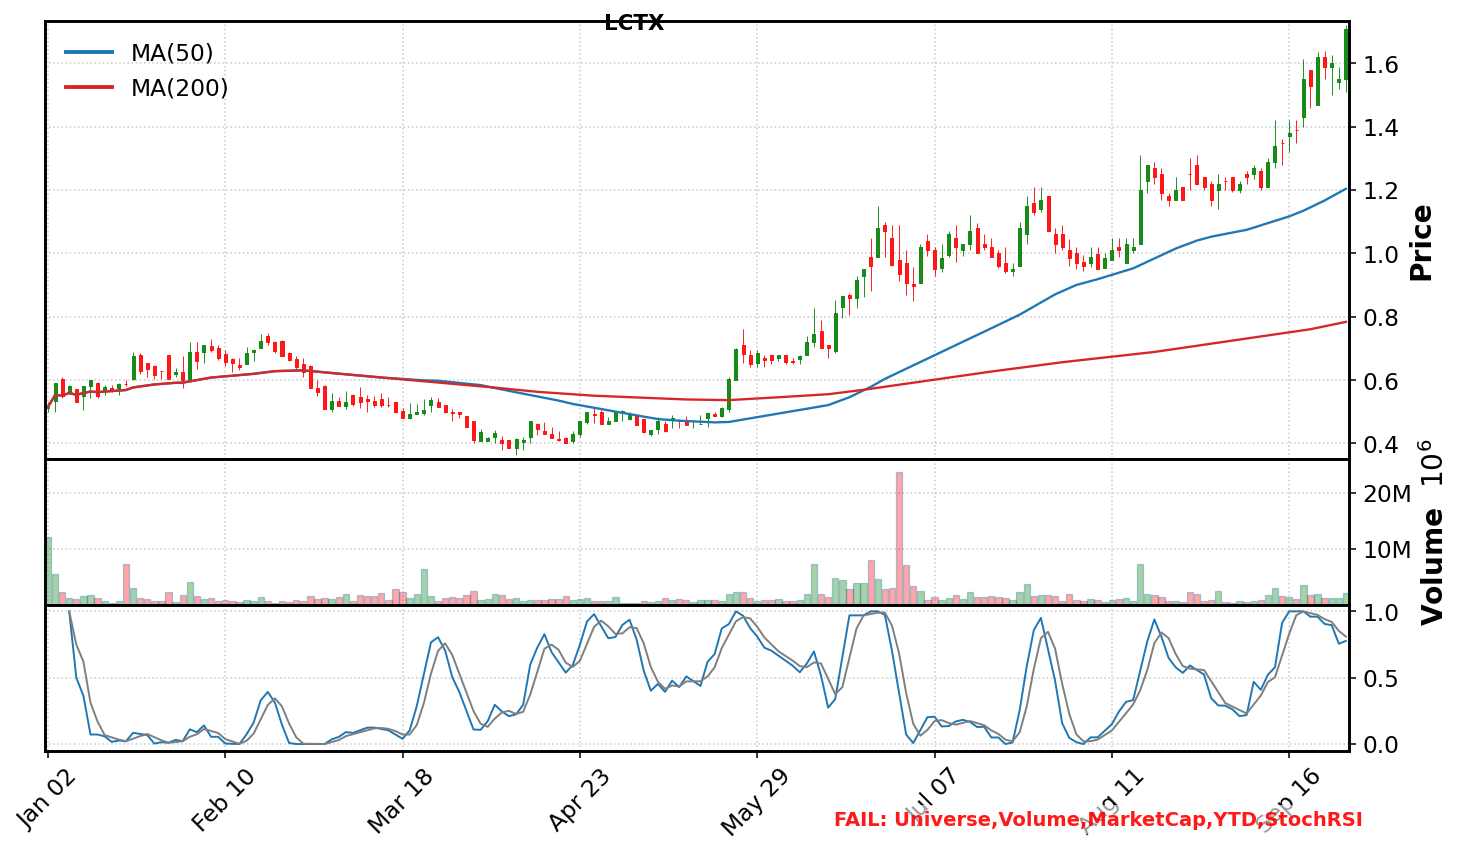 LCTX
MA(50)
MA(200)
1.6
1.4
1.2
1.0
0.8
0.6
0.4
Price
20M
10M
Volume 10^6
1.0
0.5
0.0
Jan 02
Feb 10
Mar 18
Apr 23
May 29
Jul 07
Aug 11
Sep 16
FAIL: Universe,Volume,MarketCap,YTD,StochRSI